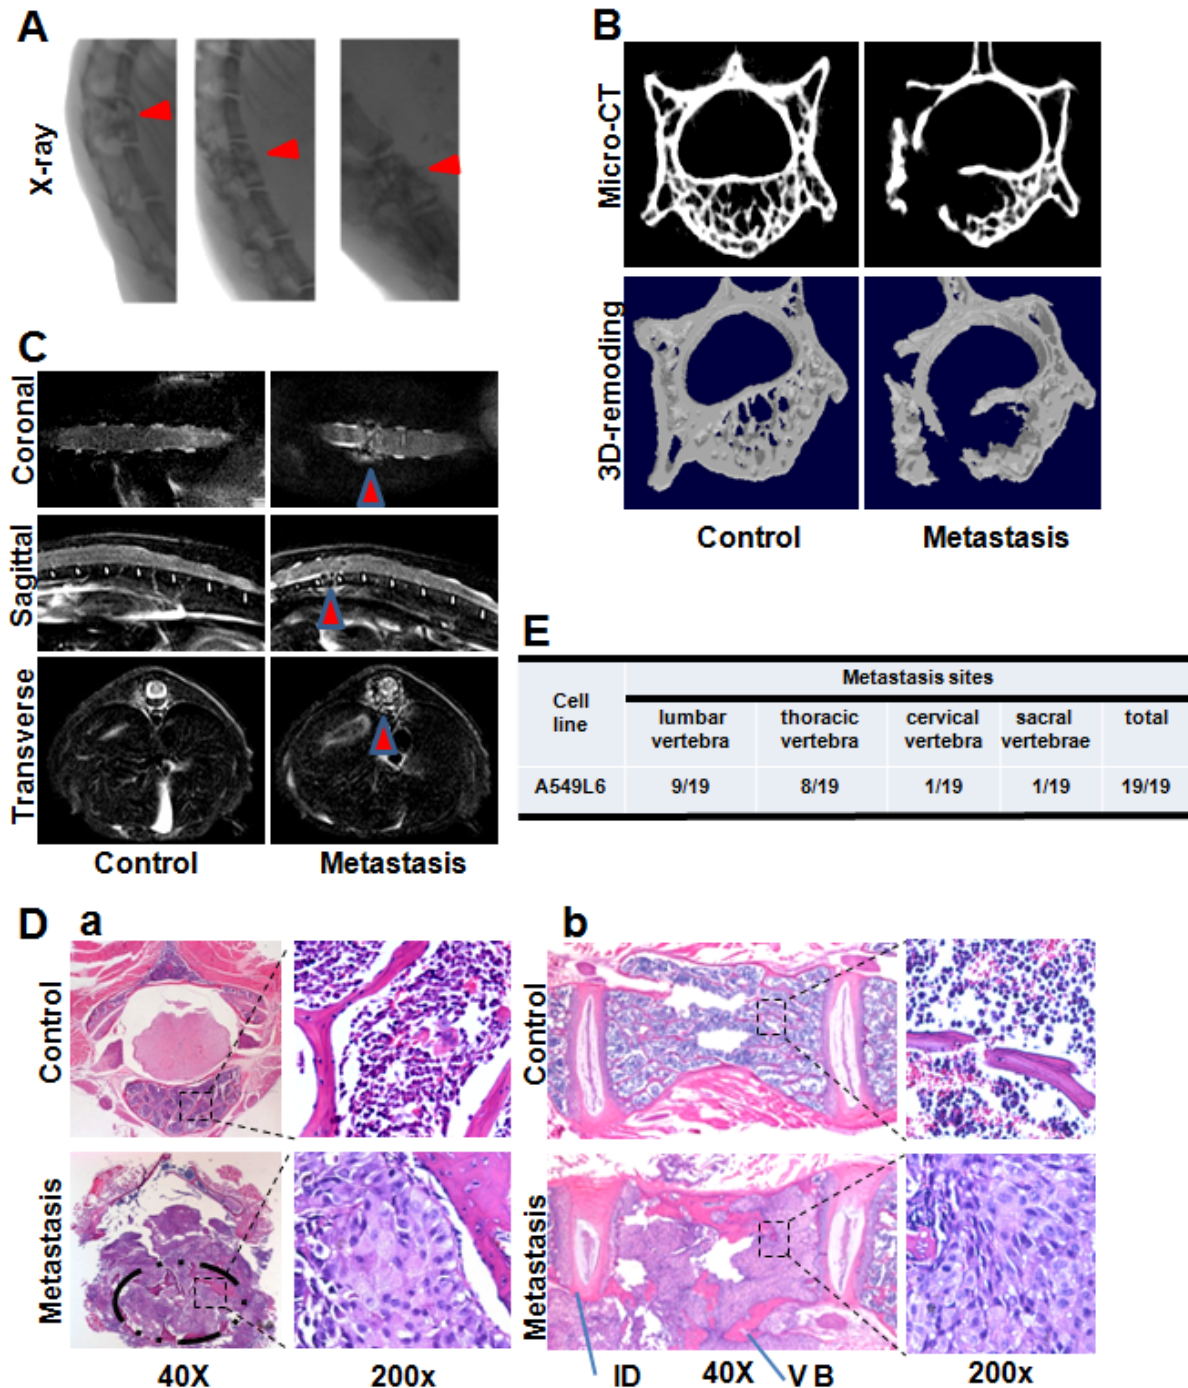 A
X-ray
B
Micro-CT
3D-remoding
Control Metastasis
C
Coronal
Sagittal
Transverse
Control Metastasis
E
Cell line Metastasis sites
lumbar vertebra thoracic vertebra cervical vertebra sacral vertebrae total
A549L6 9/19 8/19 1/19 1/19 19/19
D a b
Control Control
Metastasis Metastasis
40X 200x ID 40X V B 200x